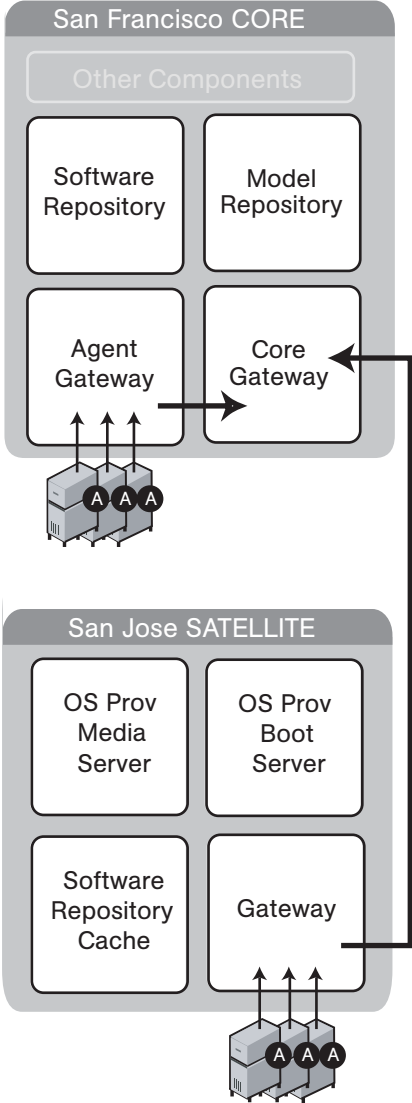 San Francisco CORE
Other Components
Software
Repository
Model
Repository
Agent
Gateway
Core
Gateway
A A A
San Jose SATELLITE
OS Prov
Media
Server
OS Prov
Boot
Server
Software
Repository
Cache
Gateway
A A A